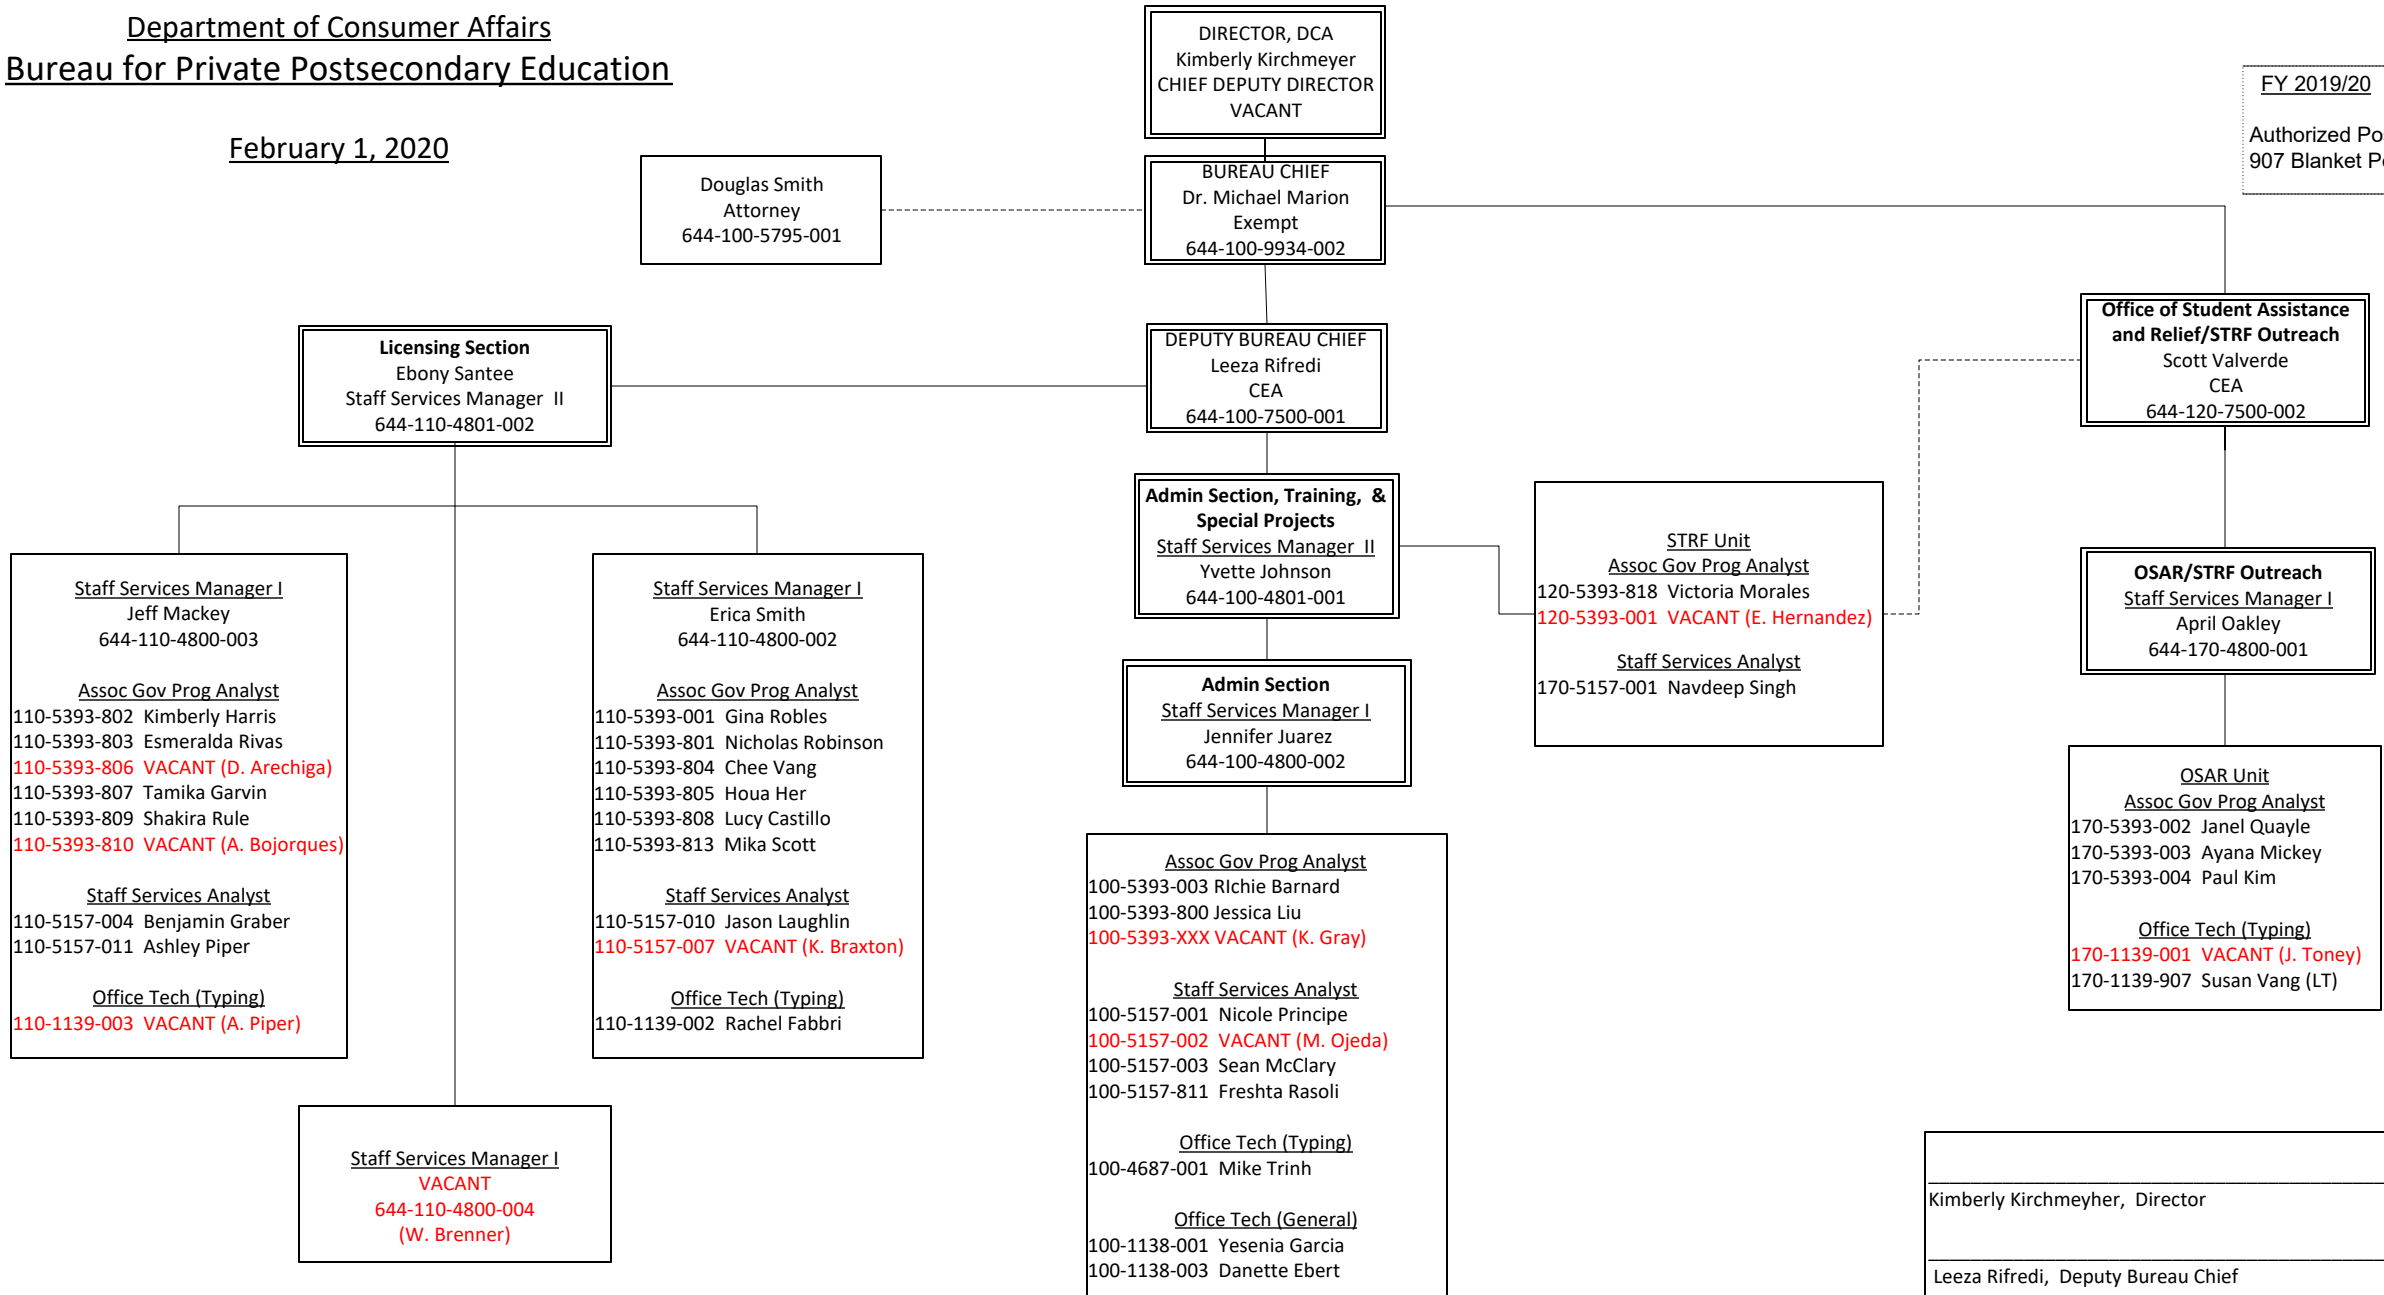 Department of Consumer Affairs
Bureau for Private Postsecondary Education
February 1, 2020
DIRECTOR, DCA
Kimberly Kirchmeyer
CHIEF DEPUTY DIRECTOR
VACANT
FY 2019/20
Authorized
907 Blanket
Douglas Smith
Attorney
644-100-5795-001
BUREAU CHIEF
Dr. Michael Marion
Exempt
644-100-9934-002
Licensing Section
Ebony Santee
Staff Services Manager II
644-110-4801-002
DEPUTY BUREAU CHIEF
Leeza Rifredi
CEA
644-100-7500-001
Office of Student Assistance
and Relief/STRF Outreach
Scott Valverde
CEA
644-120-7500-002
Admin Section, Training, &
Special Projects
Staff Services Manager II
Yvette Johnson
644-100-4801-001
STRF Unit
Assoc Gov Prog Analyst
120-5393-818 Victoria Morales
120-5393-001 VACANT (E. Hernandez)
Staff Services Analyst
170-5157-001 Navdeep Singh
OSAR/STRF Outreach
Staff Services Manager I
April Oakley
644-170-4800-001
Staff Services Manager I
Jeff Mackey
644-110-4800-003
Assoc Gov Prog Analyst
110-5393-802 Kimberly Harris
110-5393-803 Esmeralda Rivas
110-5393-806 VACANT (D. Arechiga)
110-5393-807 Tamika Garvin
110-5393-809 Shakira Rule
110-5393-810 VACANT (A. Bojorques)
Staff Services Analyst
110-5157-004 Benjamin Graber
110-5157-011 Ashley Piper
Office Tech (Typing)
110-1139-003 VACANT (A. Piper)
Staff Services Manager I
Erica Smith
644-110-4800-002
Assoc Gov Prog Analyst
110-5393-001 Gina Robles
110-5393-801 Nicholas Robinson
110-5393-804 Chee Vang
110-5393-805 Houa Her
110-5393-808 Lucy Castillo
110-5393-813 Mika Scott
Staff Services Analyst
110-5157-010 Jason Laughlin
110-5157-007 VACANT (K. Braxton)
Office Tech (Typing)
110-1139-002 Rachel Fabbri
Admin Section
Staff Services Manager I
Jennifer Juarez
644-100-4800-002
Assoc Gov Prog Analyst
100-5393-003 RIchie Barnard
100-5393-800 Jessica Liu
100-5393-XXX VACANT (K. Gray)
Staff Services Analyst
100-5157-001 Nicole Principe
100-5157-002 VACANT (M. Ojeda)
100-5157-003 Sean McClary
100-5157-811 Freshta Rasoli
Office Tech (Typing)
100-4687-001 Mike Trinh
Office Tech (General)
100-1138-001 Yesenia Garcia
100-1138-003 Danette Ebert
OSAR Unit
Assoc Gov Prog Analyst
170-5393-002 Janel Quayle
170-5393-003 Ayana Mickey
170-5393-004 Paul Kim
Office Tech (Typing)
170-1139-001 VACANT (J. Toney)
170-1139-907 Susan Vang (LT)
Staff Services Manager I
VACANT
644-110-4800-004
(W. Brenner)
Kimberly Kirchmeyher, Director
Leeza Rifredi, Deputy Bureau Chief